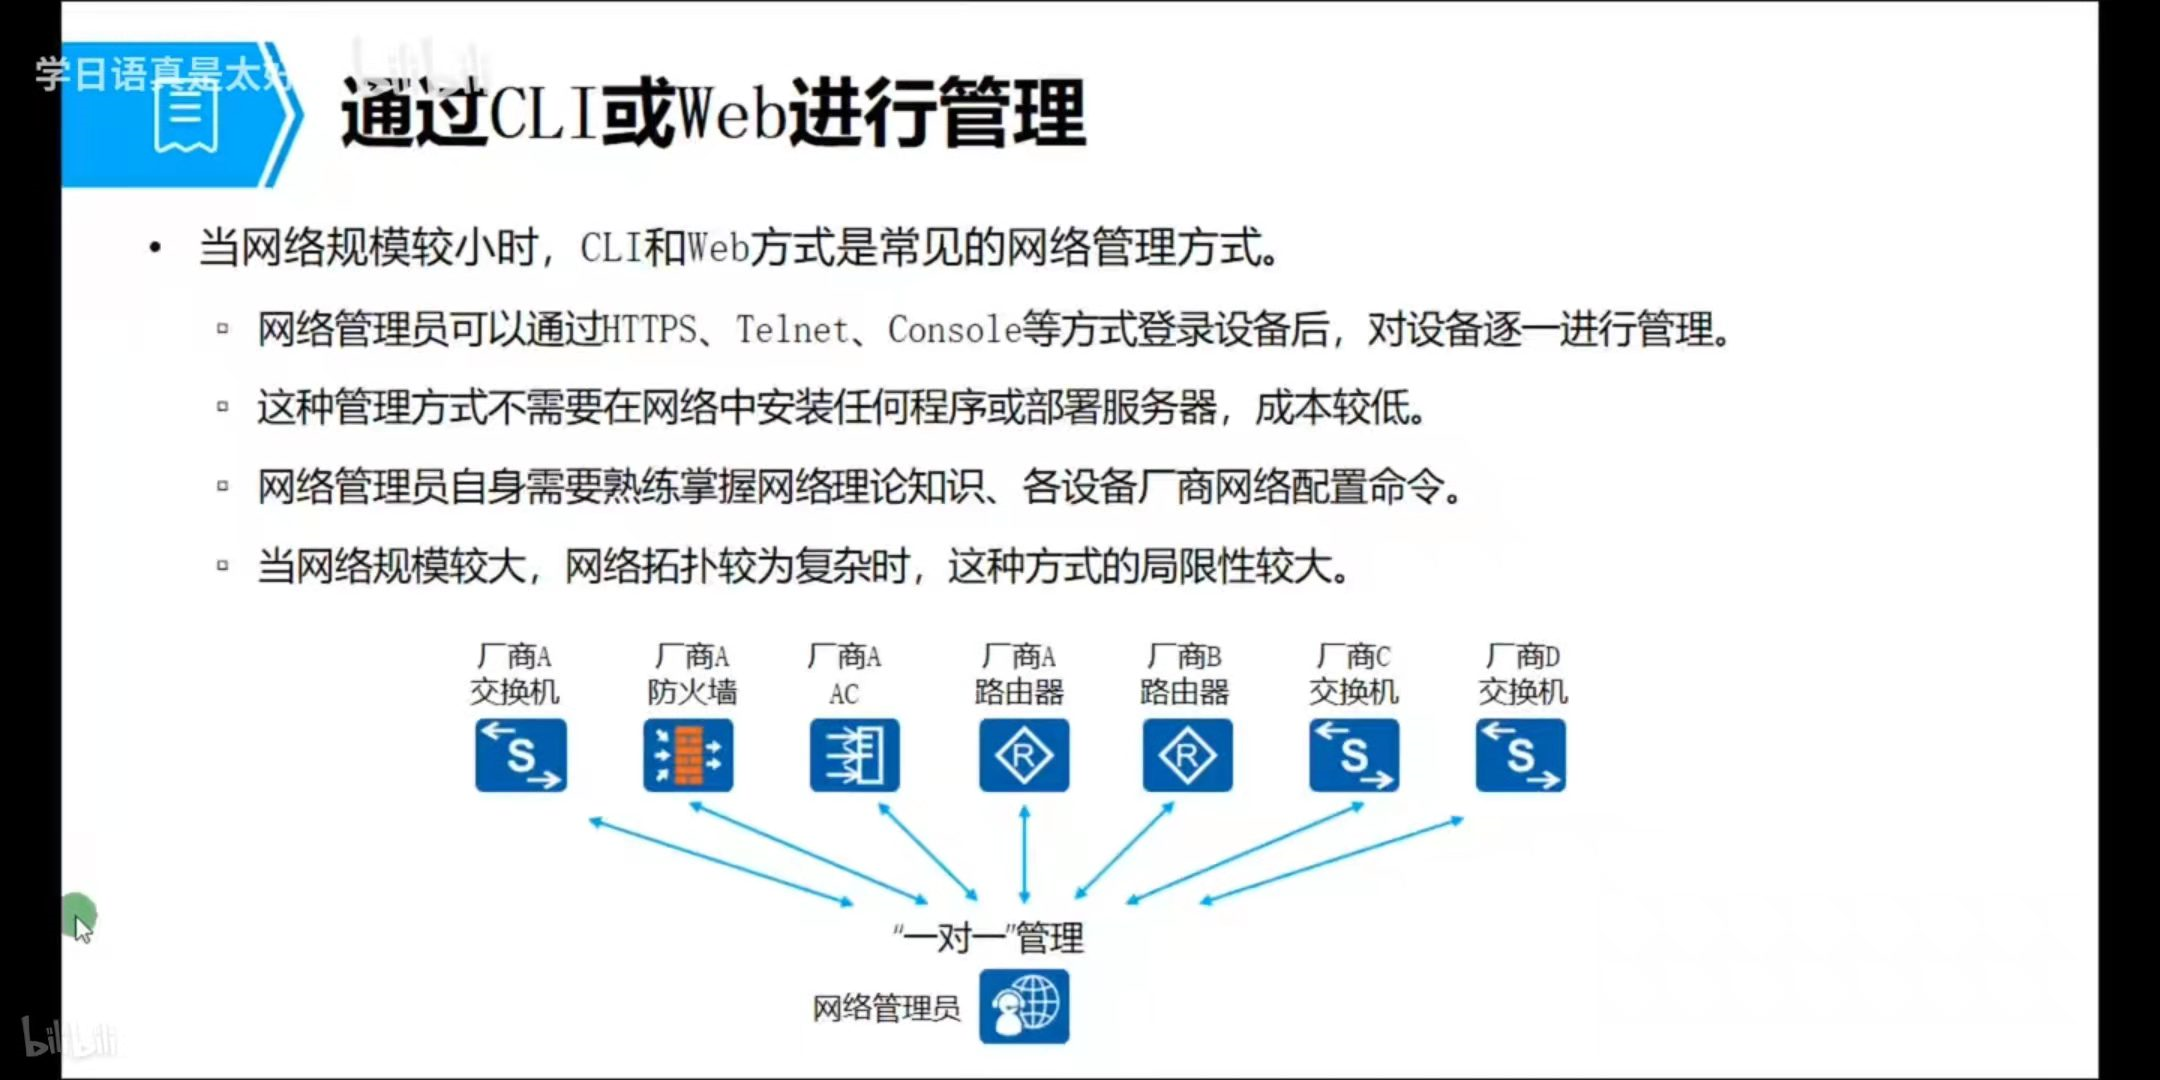 学日语真是太好
bilibili
通过CLI或Web进行管理
• 当网络规模较小时，CLI和Web方式是常见的网络管理方式。
▫ 网络管理员可以通过HTTPS、Telnet、Console等方式登录设备后，对设备逐一进行管理。
▫ 这种管理方式不需要在网络中安装任何程序或部署服务器，成本较低。
▫ 网络管理员自身需要熟练掌握网络理论知识、各设备厂商网络配置命令。
▫ 当网络规模较大，网络拓扑较为复杂时，这种方式的局限性较大。
厂商A 厂商A 厂商A 厂商A 厂商B 厂商C 厂商D
交换机 防火墙 AC 路由器 路由器 交换机 交换机
S R R S S
“一对一”管理
网络管理员
bilibili